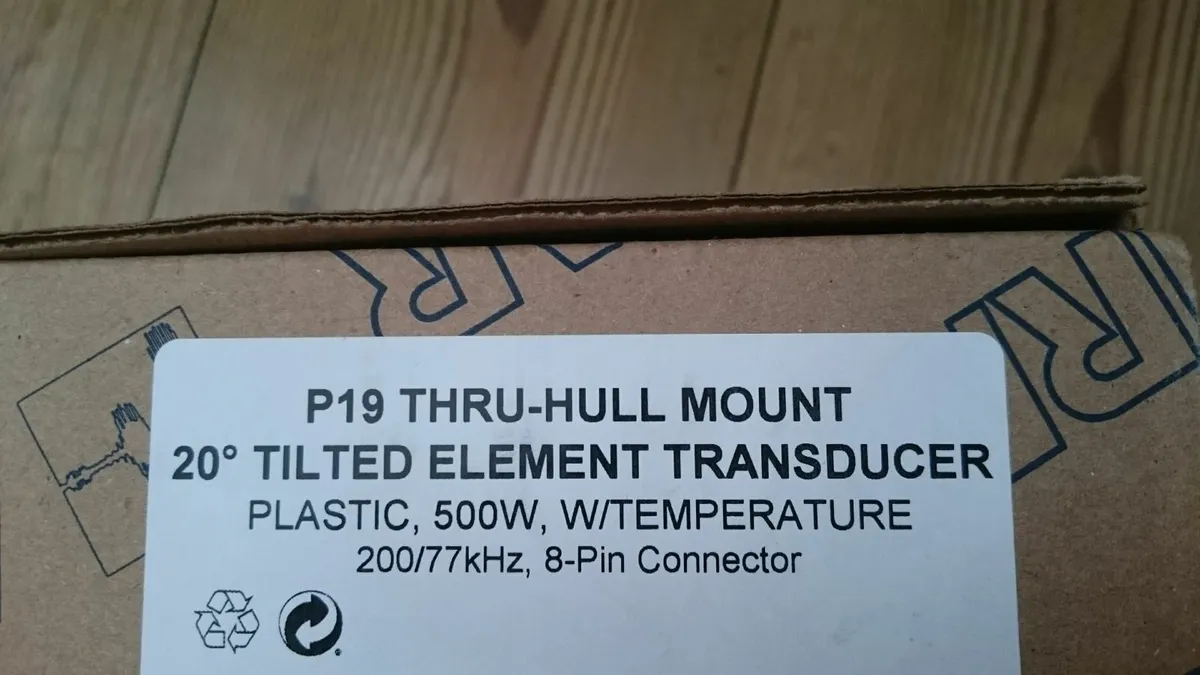 P19 THRU-HULL MOUNT
20° TILTED ELEMENT TRANSDUCER
PLASTIC, 500W, W/TEMPERATURE
200/77kHz, 8-Pin Connector